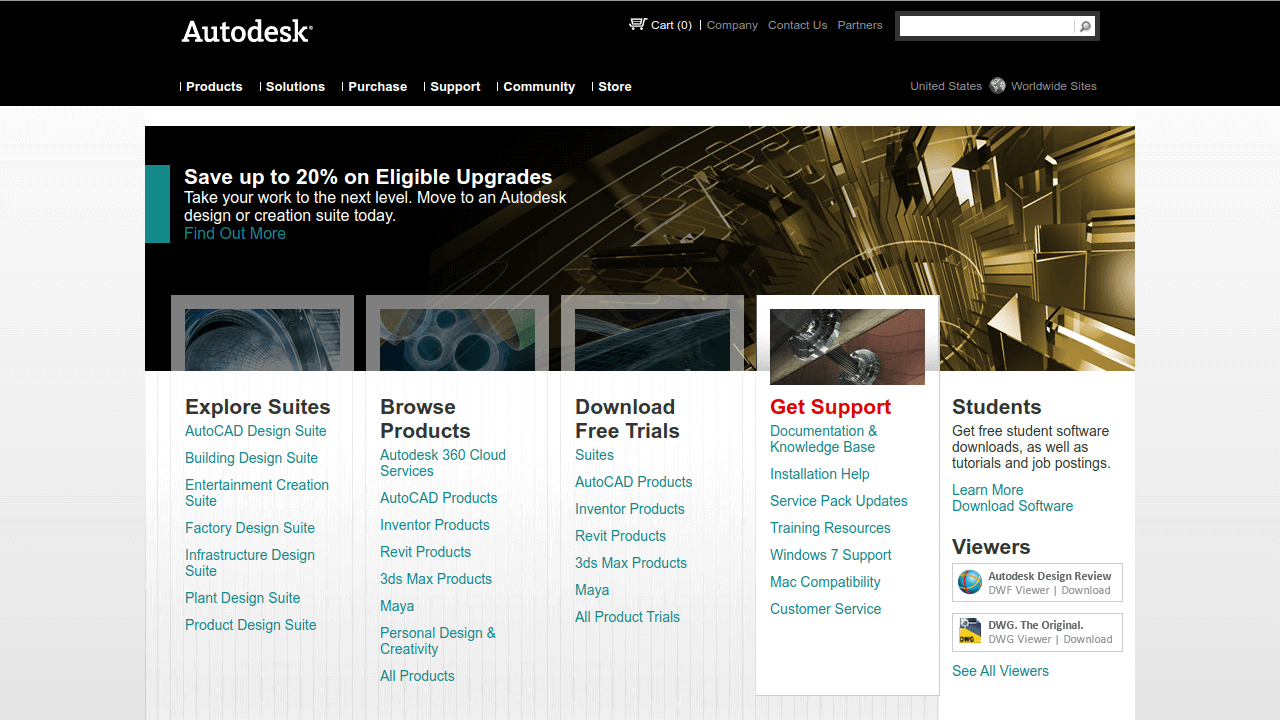 Autodesk®
Cart (0)
Company
Contact Us
Partners
Products
Solutions
Purchase
Support
Community
Store
United States
Worldwide Sites
Save up to 20% on Eligible Upgrades
Take your work to the next level. Move to an Autodesk
design or creation suite today.
Find Out More
Explore Suites
AutoCAD Design Suite
Building Design Suite
Entertainment Creation
Suite
Factory Design Suite
Infrastructure Design
Suite
Plant Design Suite
Product Design Suite
Browse
Products
Autodesk 360 Cloud
Services
AutoCAD Products
Inventor Products
Revit Products
3ds Max Products
Maya
Personal Design &
Creativity
All Products
Download
Free Trials
Suites
AutoCAD Products
Inventor Products
Revit Products
3ds Max Products
Maya
All Product Trials
Get Support
Documentation &
Knowledge Base
Installation Help
Service Pack Updates
Training Resources
Windows 7 Support
Mac Compatibility
Customer Service
Students
Get free student software
downloads, as well as
tutorials and job postings.
Learn More
Download Software
Viewers
Autodesk Design Review
DWF Viewer | Download
DWG
DWG. The Original.
DWG Viewer | Download
See All Viewers